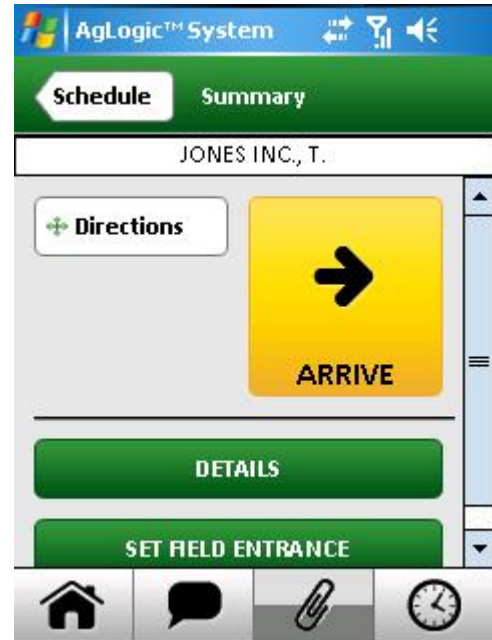 AgLogic™ System
Schedule Summary
JONES INC., T.
Directions
ARRIVE
DETAILS
SET FIELD ENTRANCE